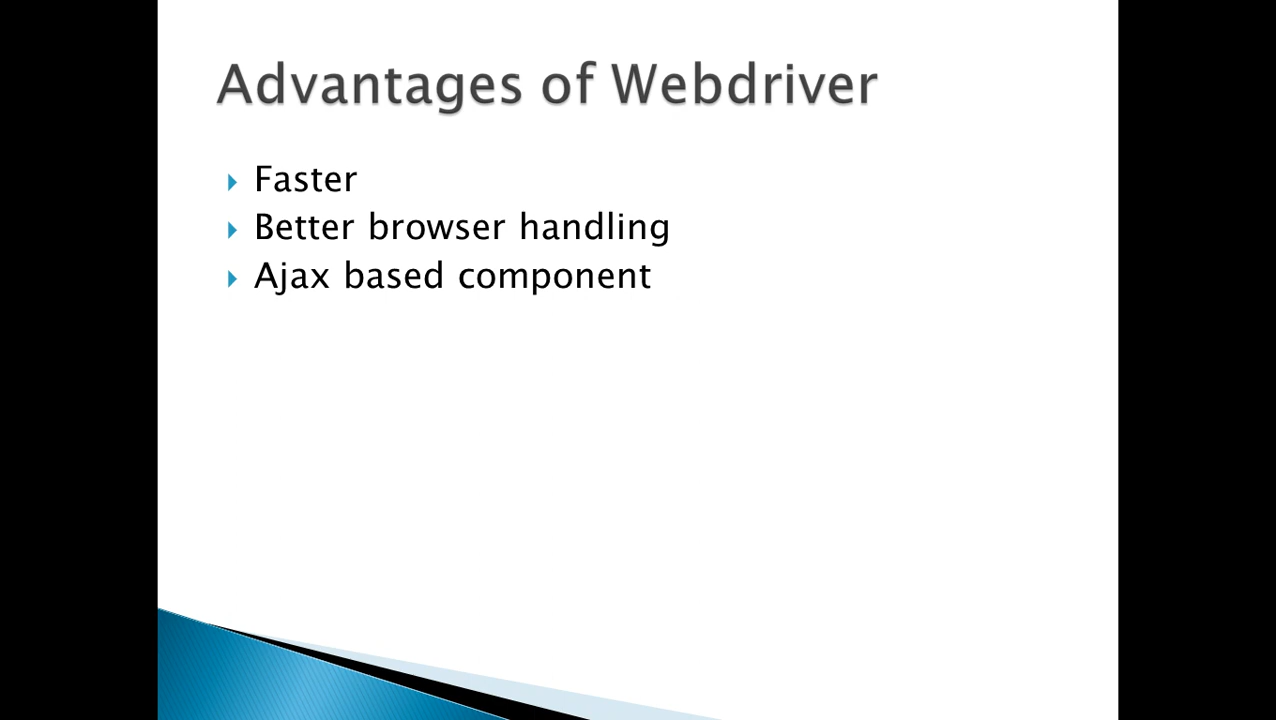 Advantages of Webdriver
Faster
Better browser handling
Ajax based component